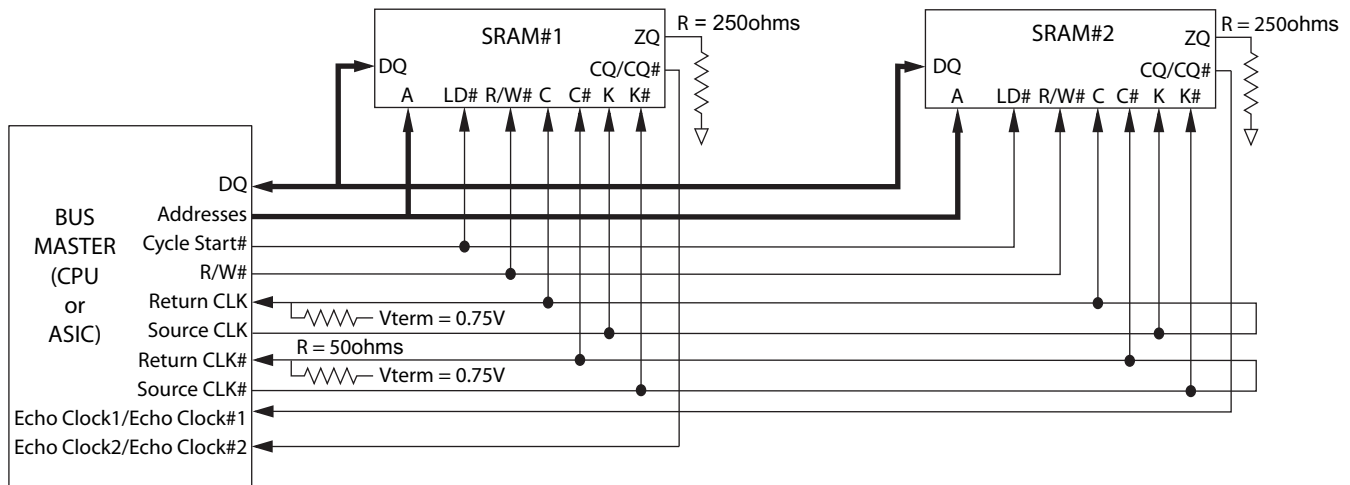 SRAM#1
ZQ
R = 250ohms
CQ/CQ#
DQ
A LD# R/W# C C# K K#
SRAM#2
ZQ
R = 250ohms
CQ/CQ#
DQ
A LD# R/W# C C# K K#
BUS
MASTER
(CPU
or
ASIC)
DQ
Addresses
Cycle Start#
R/W#
Return CLK
Source CLK
Return CLK#
Source CLK#
Echo Clock1/Echo Clock#1
Echo Clock2/Echo Clock#2
Vterm = 0.75V
R = 50ohms
Vterm = 0.75V